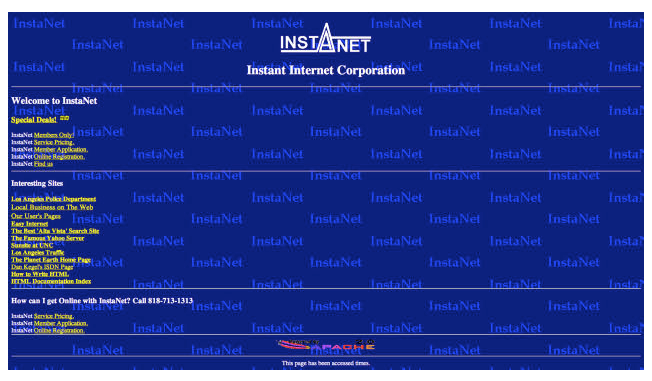 INSTANET
Instant Internet Corporation
Welcome to InstaNet
Special Deals!
InstaNet Members Only!
InstaNet Service Pricing.
InstaNet Member Application.
InstaNet Online Registration.
InstaNet Find us
Interesting Sites
Los Angeles Police Department
Local Business on The Web
Our User's Pages
Easy Internet
The Best 'Alta Vista' Search Site
The Famous Yahoo Server
Sunsite at UNC
Los Angeles Traffic
The Planet Earth Home Page
Dan Kegel's ISDN Page
How to Write HTML
HTML Documentation Index
How can I get Online with InstaNet? Call 818-713-1313
InstaNet Service Pricing.
InstaNet Member Application.
InstaNet Online Registration.
APACHE
This page has been accessed times.